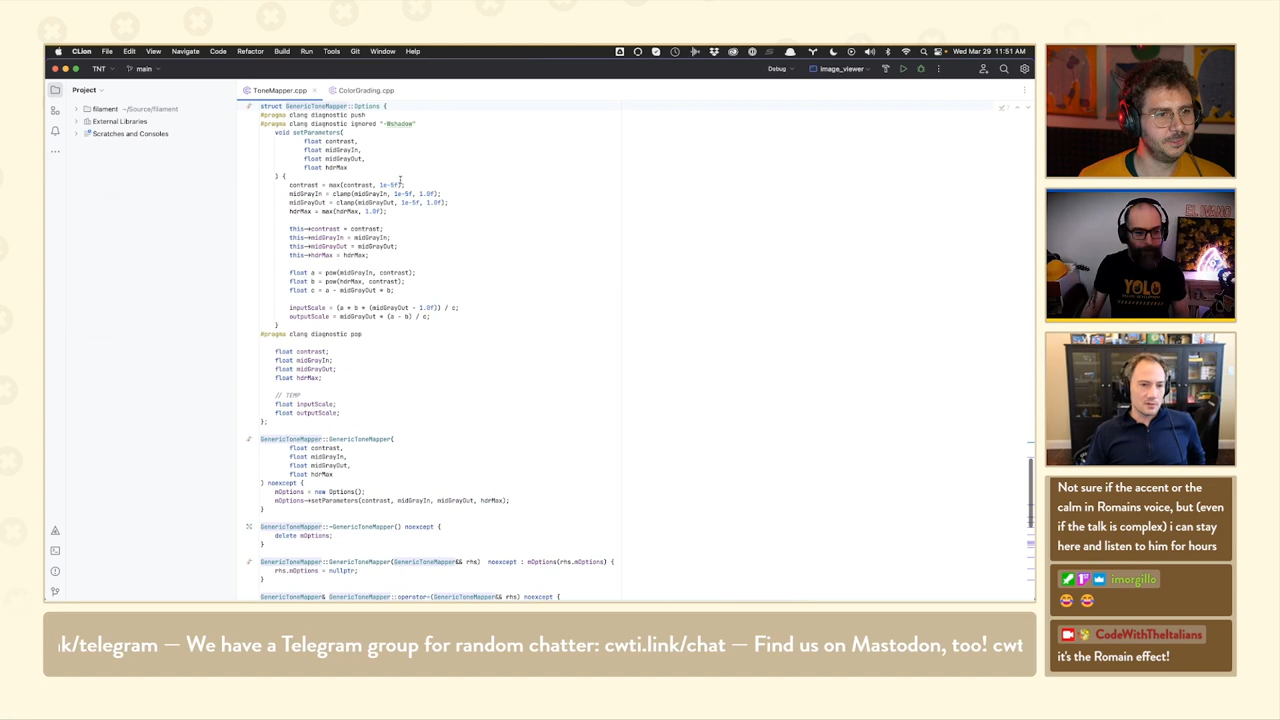 CLion File Edit View Navigate Code Refactor Build Run Tools Git Window Help
Wed Mar 29 11:51 AM
TNT main
Debug image_viewer
Project
filament ~/Source/filament
External Libraries
Scratches and Consoles
ToneMapper.cpp ColorGrading.cpp
struct GenericToneMapper::Options {
#pragma clang diagnostic push
#pragma clang diagnostic ignored "-Wshadow"
void setParameters(
float contrast,
float midGrayIn,
float midGrayOut,
float hdrMax
) {
contrast = max(contrast, 1e-5f);
midGrayIn = clamp(midGrayIn, 1e-5f, 1.0f);
midGrayOut = clamp(midGrayOut, 1e-5f, 1.0f);
hdrMax = max(hdrMax, 1.0f);
this->contrast = contrast;
this->midGrayIn = midGrayIn;
this->midGrayOut = midGrayOut;
this->hdrMax = hdrMax;
float a = pow(midGrayIn, contrast);
float b = pow(hdrMax, contrast);
float c = a - midGrayOut * b;
inputScale = (a * b * (midGrayOut - 1.0f)) / c;
outputScale = midGrayOut * (a - b) / c;
}
#pragma clang diagnostic pop
float contrast;
float midGrayIn;
float midGrayOut;
float hdrMax;
// TEMP
float inputScale;
float outputScale;
};
GenericToneMapper::GenericToneMapper(
float contrast,
float midGrayIn,
float midGrayOut,
float hdrMax
) noexcept {
mOptions = new Options();
mOptions->setParameters(contrast, midGrayIn, midGrayOut, hdrMax);
}
GenericToneMapper::~GenericToneMapper() noexcept {
delete mOptions;
}
GenericToneMapper::GenericToneMapper(GenericToneMapper&& rhs) noexcept : mOptions(rhs.mOptions) {
rhs.mOptions = nullptr;
}
GenericToneMapper& GenericToneMapper::operator=(GenericToneMapper&& rhs) noexcept {
YOLO
Not sure if the accent or the
calm in Romains voice, but (even
if the talk is complex) i can stay
here and listen to him for hours
imorgillo
😂 😂
CodeWithTheItalians
it's the Romain effect!
k/telegram — We have a Telegram group for random chatter: cwti.link/chat — Find us on Mastodon, too! cwt